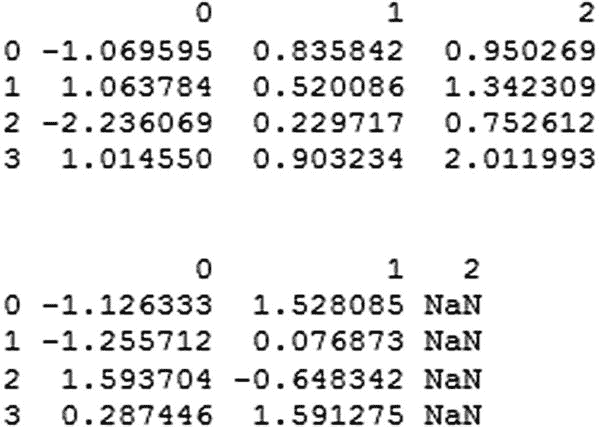 0         1         2
0 -1.069595  0.835842  0.950269
1  1.063784  0.520086  1.342309
2 -2.236069  0.229717  0.752612
3  1.014550  0.903234  2.011993
          0         1   2
0 -1.126333  1.528085 NaN
1 -1.255712  0.076873 NaN
2  1.593704 -0.648342 NaN
3  0.287446  1.591275 NaN